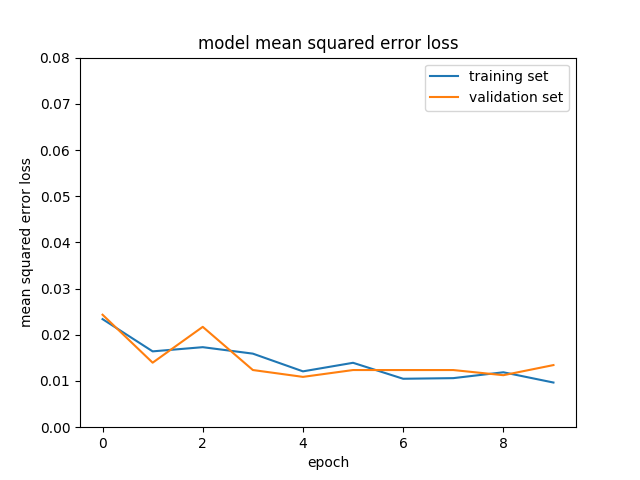 model mean squared error loss
training set
validation set
mean squared error loss
0.08
0.07
0.06
0.05
0.04
0.03
0.02
0.01
0.00
0 2 4 6 8
epoch